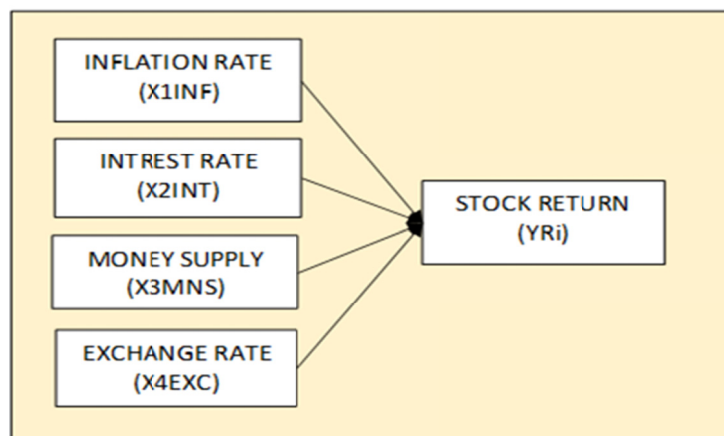 INFLATION RATE
(X1INF)
INTREST RATE
(X2INT)
MONEY SUPPLY
(X3MNS)
EXCHANGE RATE
(X4EXC)
STOCK RETURN
(YRi)